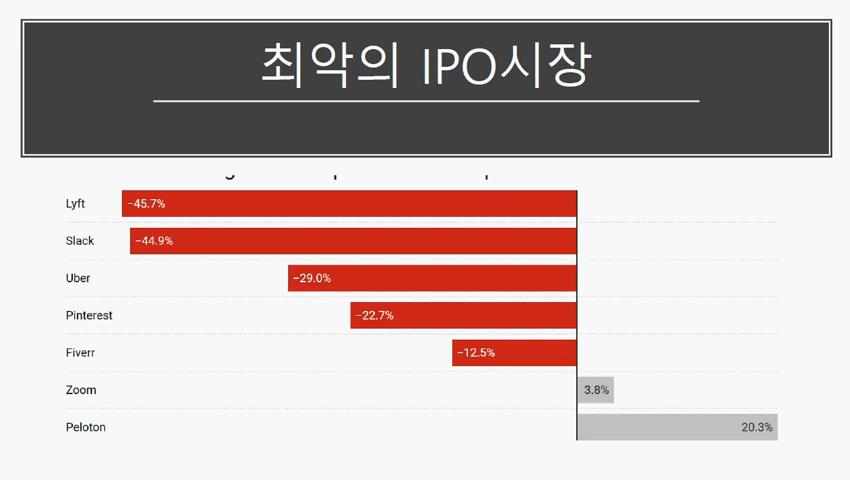 최악의 IPO시장
Lyft −45.7%
Slack −44.9%
Uber −29.0%
Pinterest −22.7%
Fiverr −12.5%
Zoom 3.8%
Peloton 20.3%